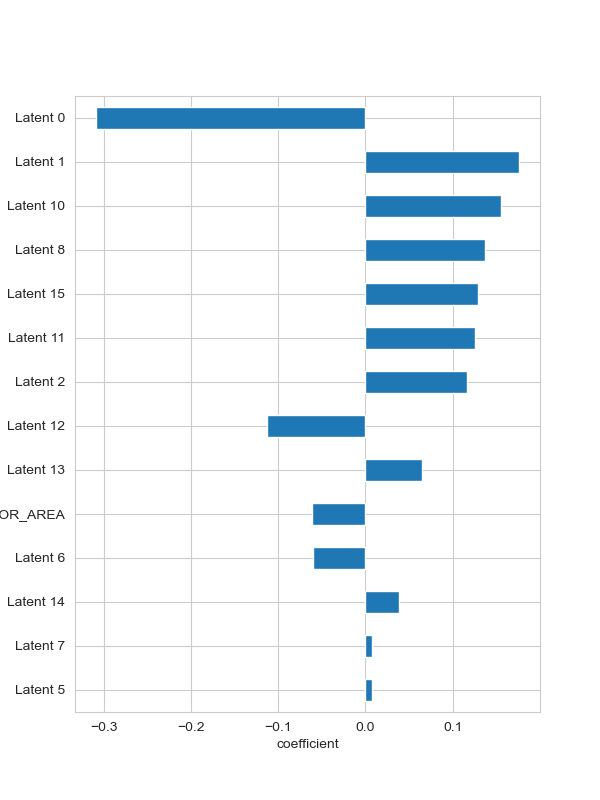 Latent 0
Latent 1
Latent 10
Latent 8
Latent 15
Latent 11
Latent 2
Latent 12
Latent 13
OR_AREA
Latent 6
Latent 14
Latent 7
Latent 5
−0.3 −0.2 −0.1 0.0 0.1
coefficient